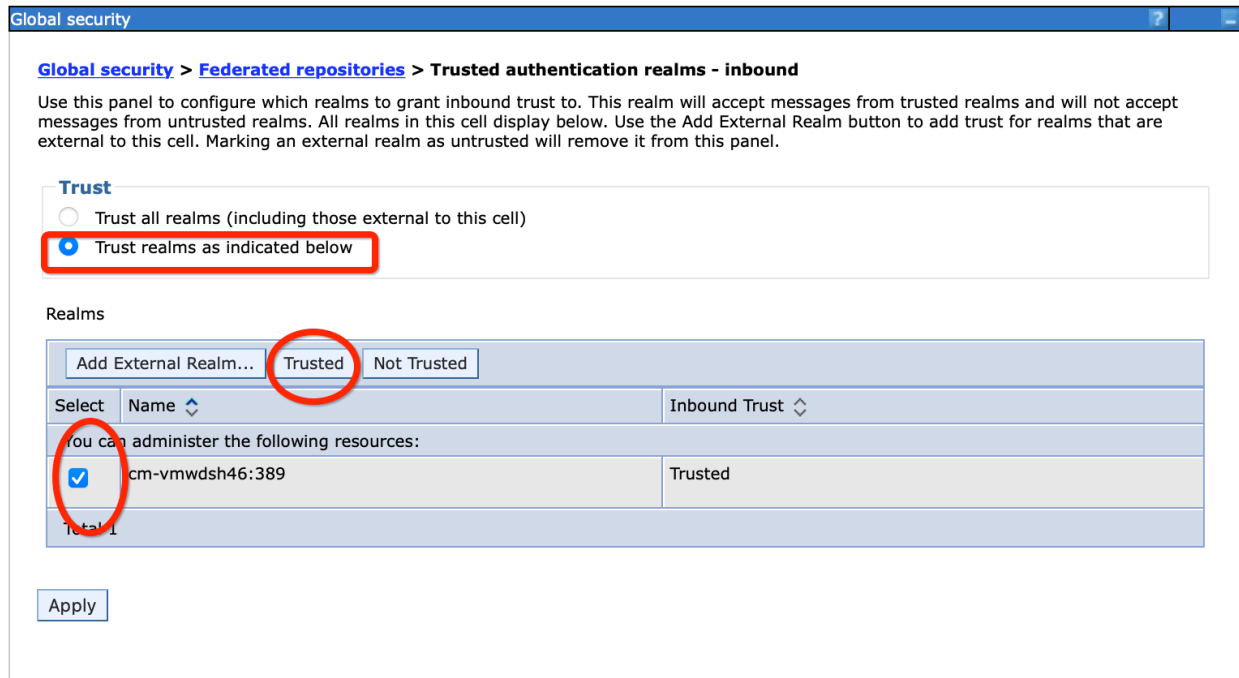 Global security
?
Global security > Federated repositories > Trusted authentication realms - inbound
Use this panel to configure which realms to grant inbound trust to. This realm will accept messages from trusted realms and will not accept
messages from untrusted realms. All realms in this cell display below. Use the Add External Realm button to add trust for realms that are
external to this cell. Marking an external realm as untrusted will remove it from this panel.
Trust
Trust all realms (including those external to this cell)
Trust realms as indicated below
Realms
Add External Realm... Trusted Not Trusted
Select Name Inbound Trust
You can administer the following resources:
cm-vmwdsh46:389 Trusted
Total 1
Apply